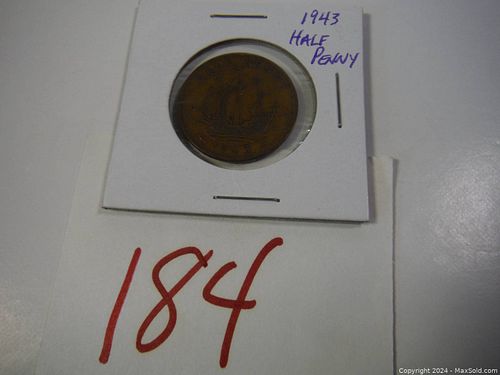 1943
HALF
PENNY
184
Copyright 2024 - MaxSold.com